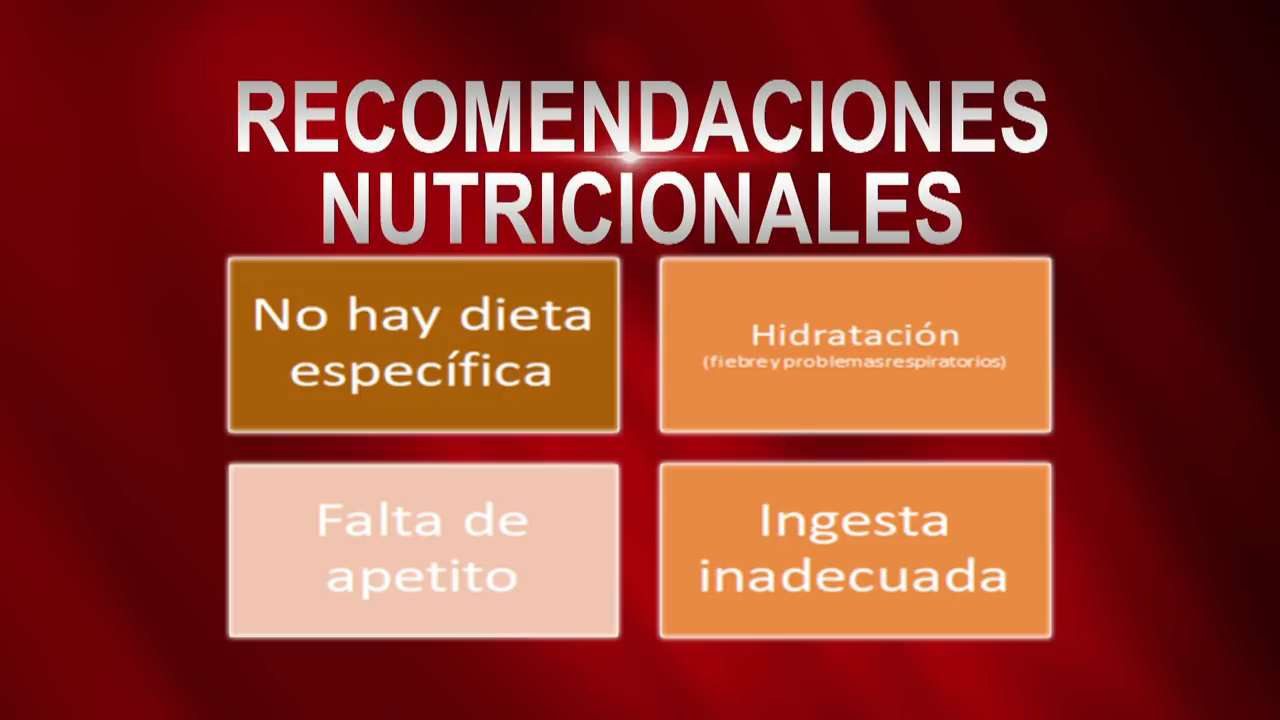 RECOMENDACIONES
NUTRICIONALES
No hay dieta
específica
Hidratación
(fiebre y problemas respiratorios)
Falta de
apetito
Ingesta
inadecuada